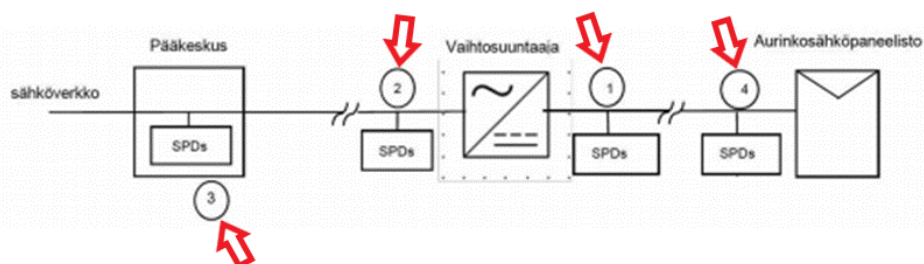 Pääkeskus
Vaihtosuuntaaja
Aurinkosähköpaneelisto
sähköverkko
2
1
4
SPDs
SPDs
SPDs
SPDs
3